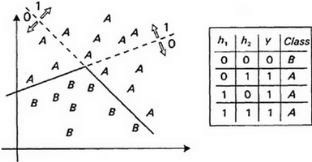 0 1
A A A A A
1
0
A A A
A A A
A B B A
B B B A
B B A
B
h₁ h₂ y Class
0 0 0 B
0 1 1 A
1 0 1 A
1 1 1 A